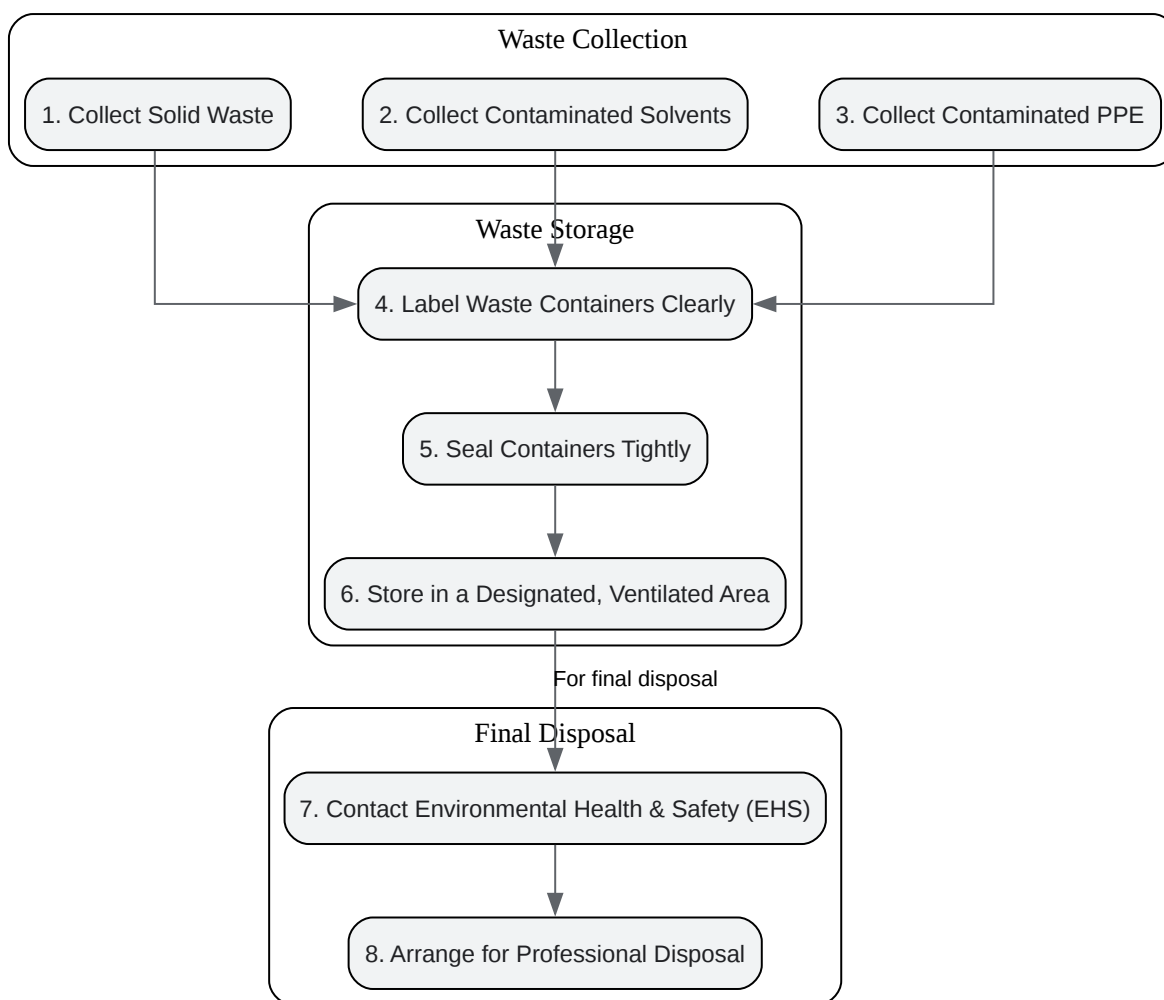 Waste Collection
1. Collect Solid Waste
2. Collect Contaminated Solvents
3. Collect Contaminated PPE
Waste Storage
4. Label Waste Containers Clearly
5. Seal Containers Tightly
6. Store in a Designated, Ventilated Area
For final disposal
Final Disposal
7. Contact Environmental Health & Safety (EHS)
8. Arrange for Professional Disposal